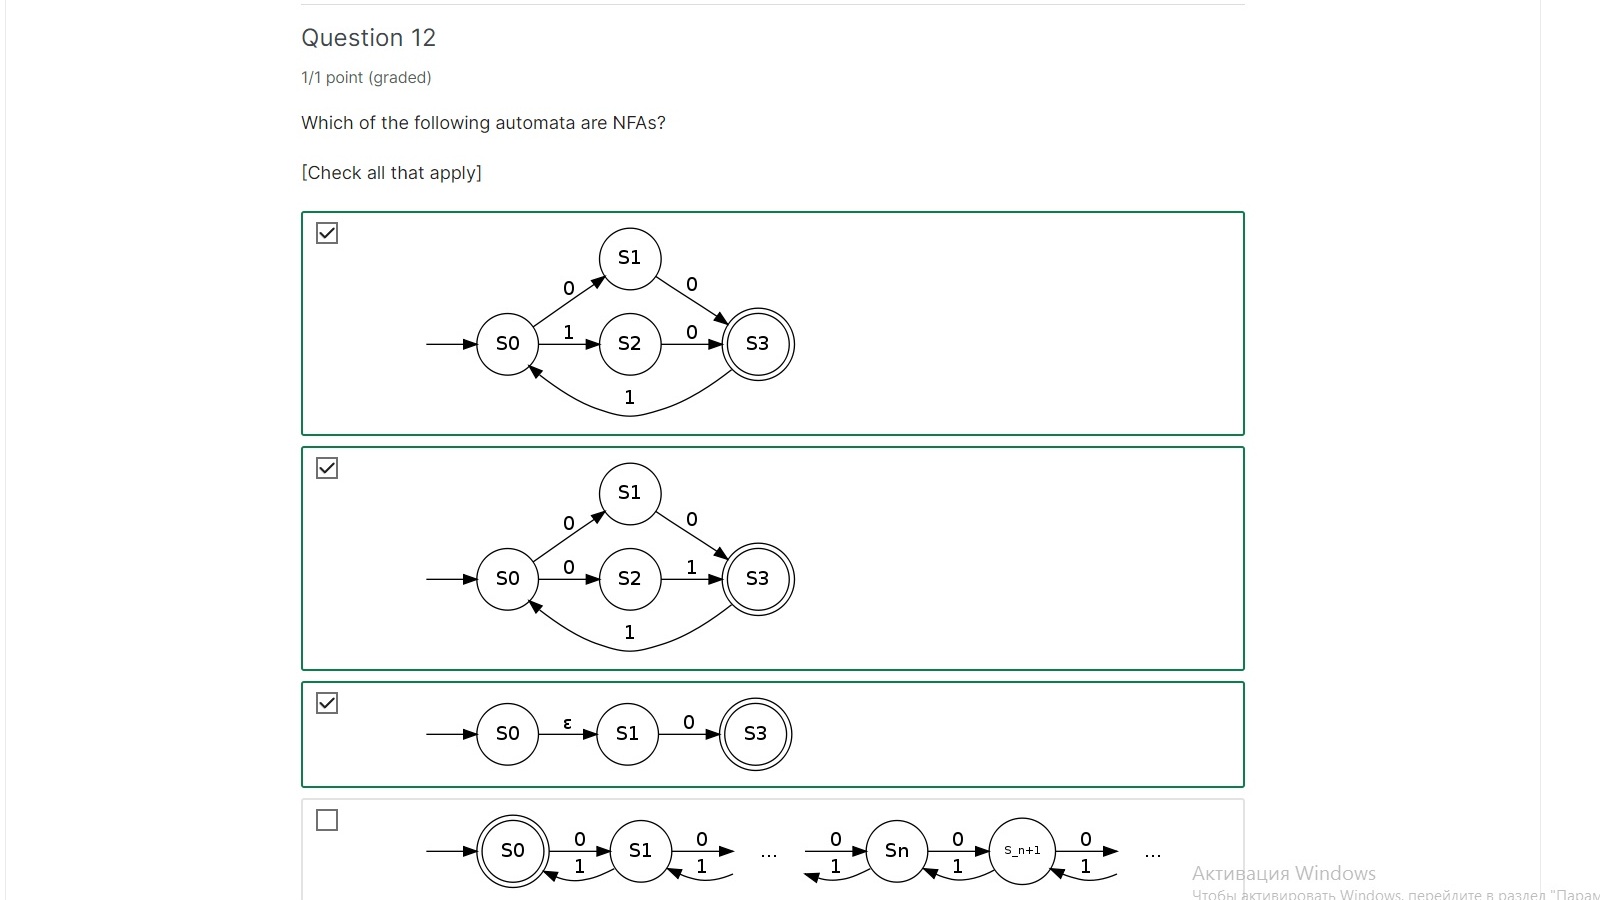 Question 12
1/1 point (graded)
Which of the following automata are NFAs?
[Check all that apply]
S1
0
0
S0
1
S2
0
S3
1
S1
0
0
S0
0
S2
1
S3
1
S0
ε
S1
0
S3
S0
0
1
S1
0
1
...
0
1
Sn
0
1
S_n+1
0
1
...
Активация Windows
Чтобы активировать Windows, перейдите в раздел "Парам